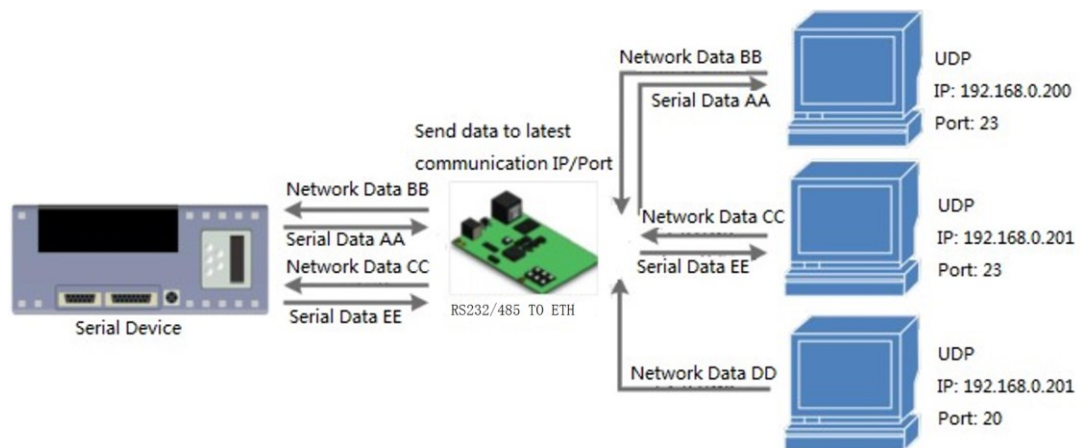 Network Data BB
Serial Data AA
UDP
IP: 192.168.0.200
Port: 23
Send data to latest
communication IP/Port
Network Data BB
Serial Data AA
Network Data CC
Serial Data EE
Serial Device
RS232/485 TO ETH
Network Data CC
Serial Data EE
UDP
IP: 192.168.0.201
Port: 23
Network Data DD
UDP
IP: 192.168.0.201
Port: 20